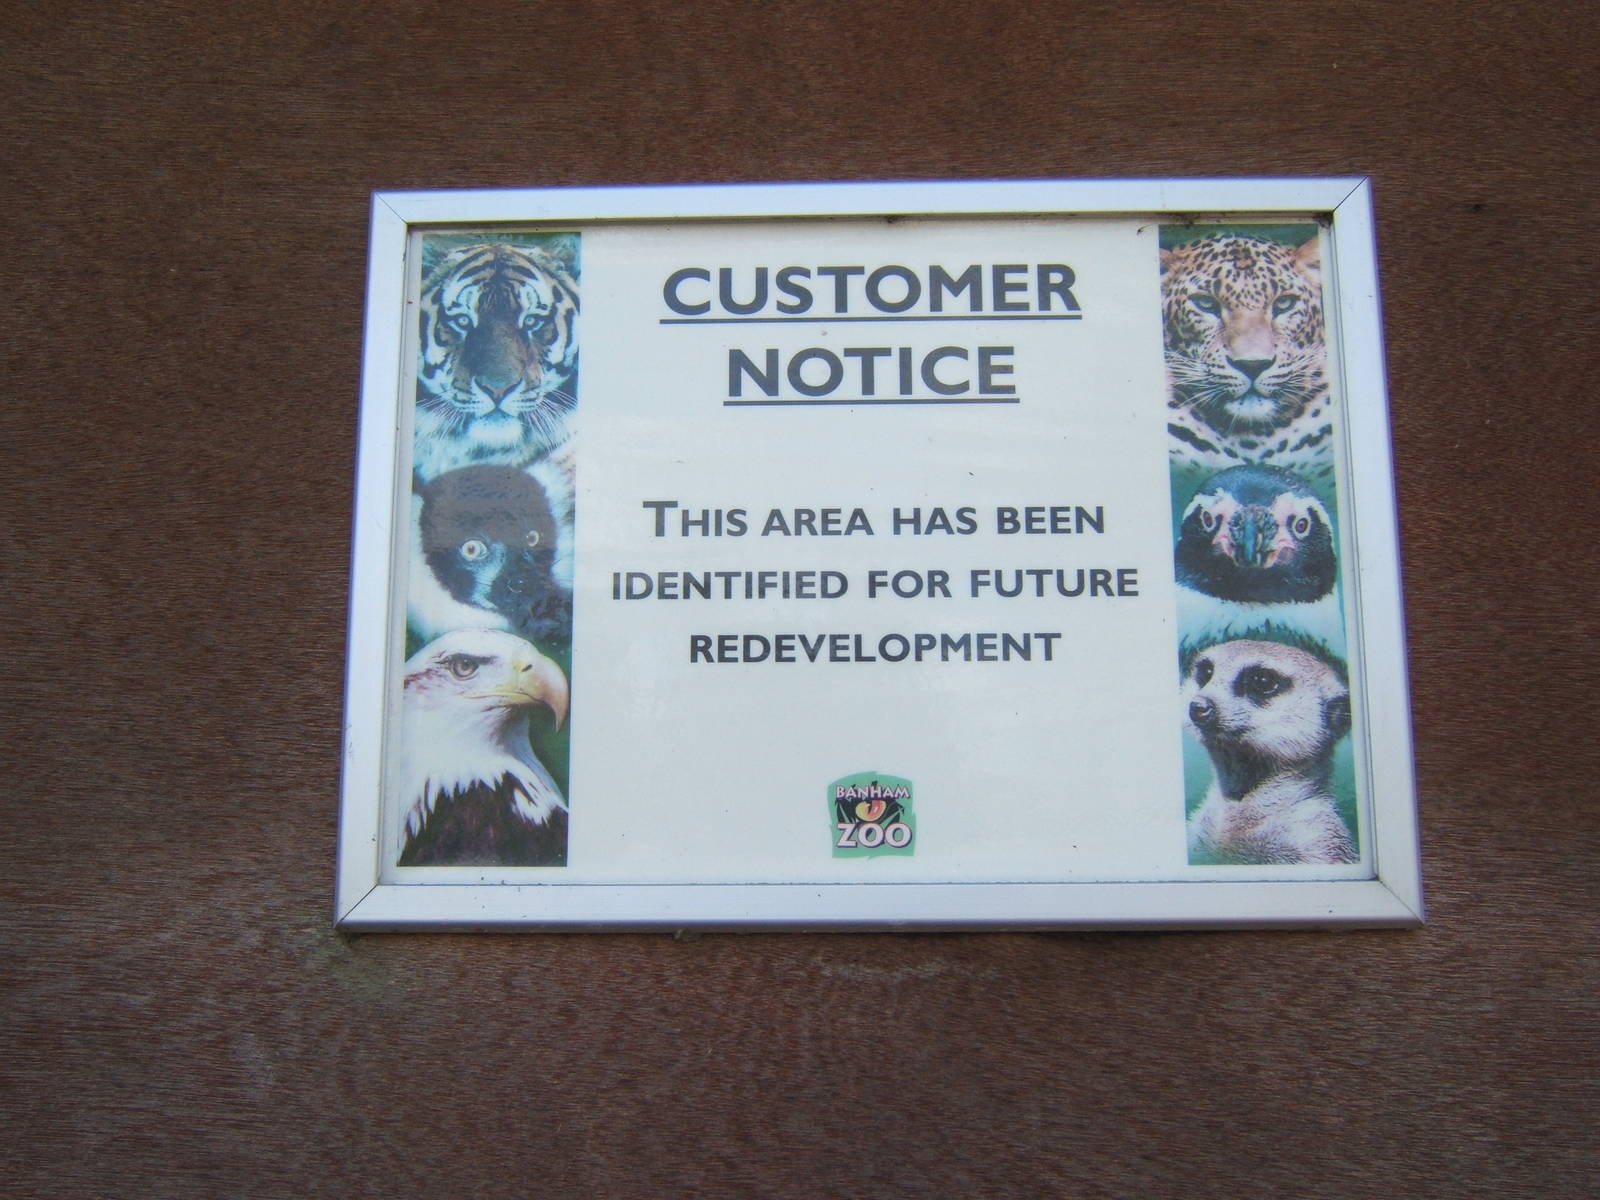 CUSTOMER
NOTICE
THIS AREA HAS BEEN
IDENTIFIED FOR FUTURE
REDEVELOPMENT
BANHAM
ZOO